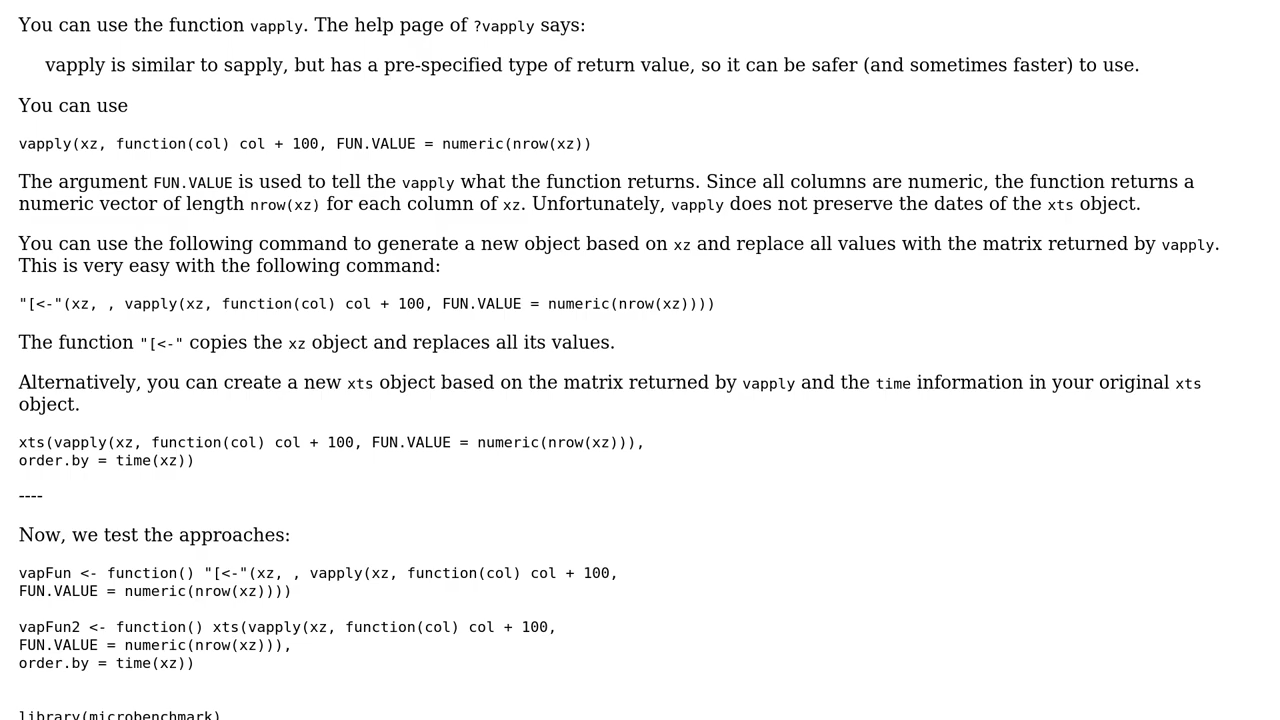 You can use the function vapply. The help page of ?vapply says:
vapply is similar to sapply, but has a pre-specified type of return value, so it can be safer (and sometimes faster) to use.
You can use
vapply(xz, function(col) col + 100, FUN.VALUE = numeric(nrow(xz))
The argument FUN.VALUE is used to tell the vapply what the function returns. Since all columns are numeric, the function returns a
numeric vector of length nrow(xz) for each column of xz. Unfortunately, vapply does not preserve the dates of the xts object.
You can use the following command to generate a new object based on xz and replace all values with the matrix returned by vapply.
This is very easy with the following command:
"[<-"(xz, , vapply(xz, function(col) col + 100, FUN.VALUE = numeric(nrow(xz))))
The function "[<-" copies the xz object and replaces all its values.
Alternatively, you can create a new xts object based on the matrix returned by vapply and the time information in your original xts
object.
xts(vapply(xz, function(col) col + 100, FUN.VALUE = numeric(nrow(xz))),
order.by = time(xz))
----
Now, we test the approaches:
vapFun <- function() "[<-"(xz, , vapply(xz, function(col) col + 100,
FUN.VALUE = numeric(nrow(xz))))
vapFun2 <- function() xts(vapply(xz, function(col) col + 100,
FUN.VALUE = numeric(nrow(xz))),
order.by = time(xz))
library(microbenchmark)